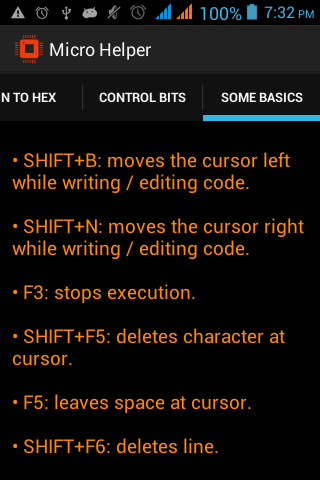 100% 7:32 PM
Micro Helper
N TO HEX CONTROL BITS SOME BASICS
• SHIFT+B: moves the cursor left
while writing / editing code.
• SHIFT+N: moves the cursor right
while writing / editing code.
• F3: stops execution.
• SHIFT+F5: deletes character at
cursor.
• F5: leaves space at cursor.
• SHIFT+F6: deletes line.